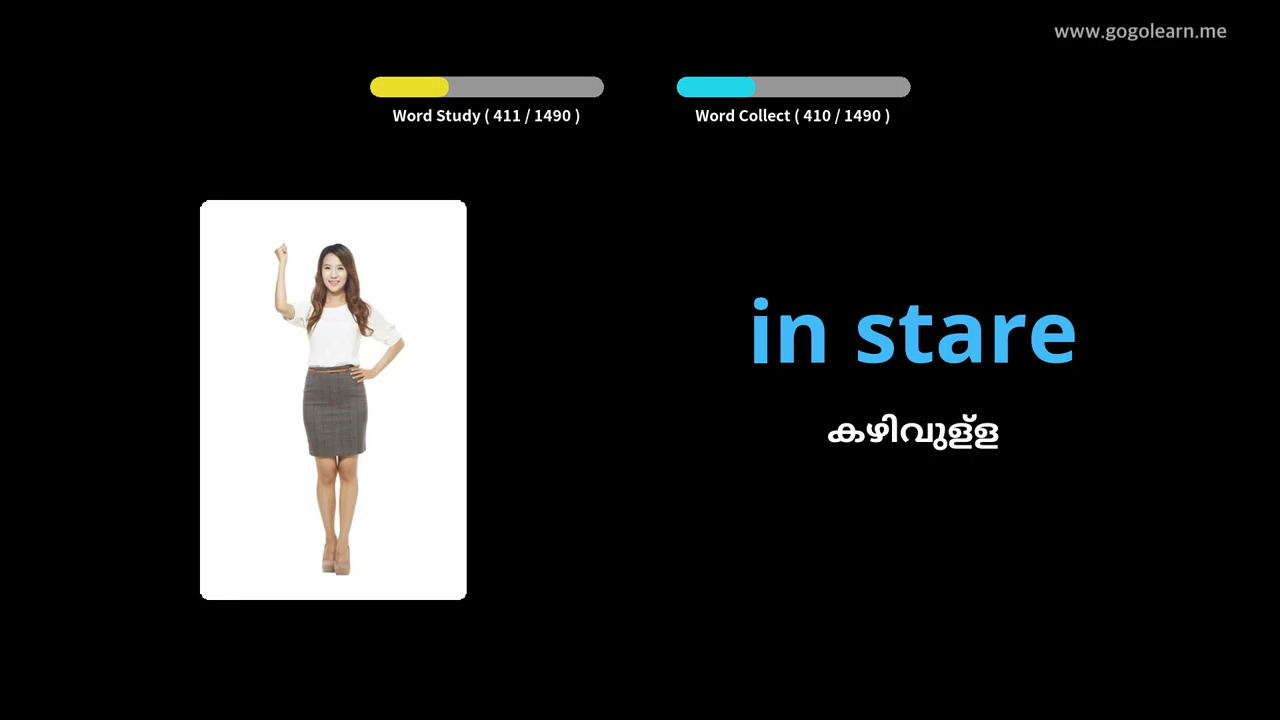 www.gogolearn.me
Word Study ( 411 / 1490 )
Word Collect ( 410 / 1490 )
in stare
കഴിവുള്ള